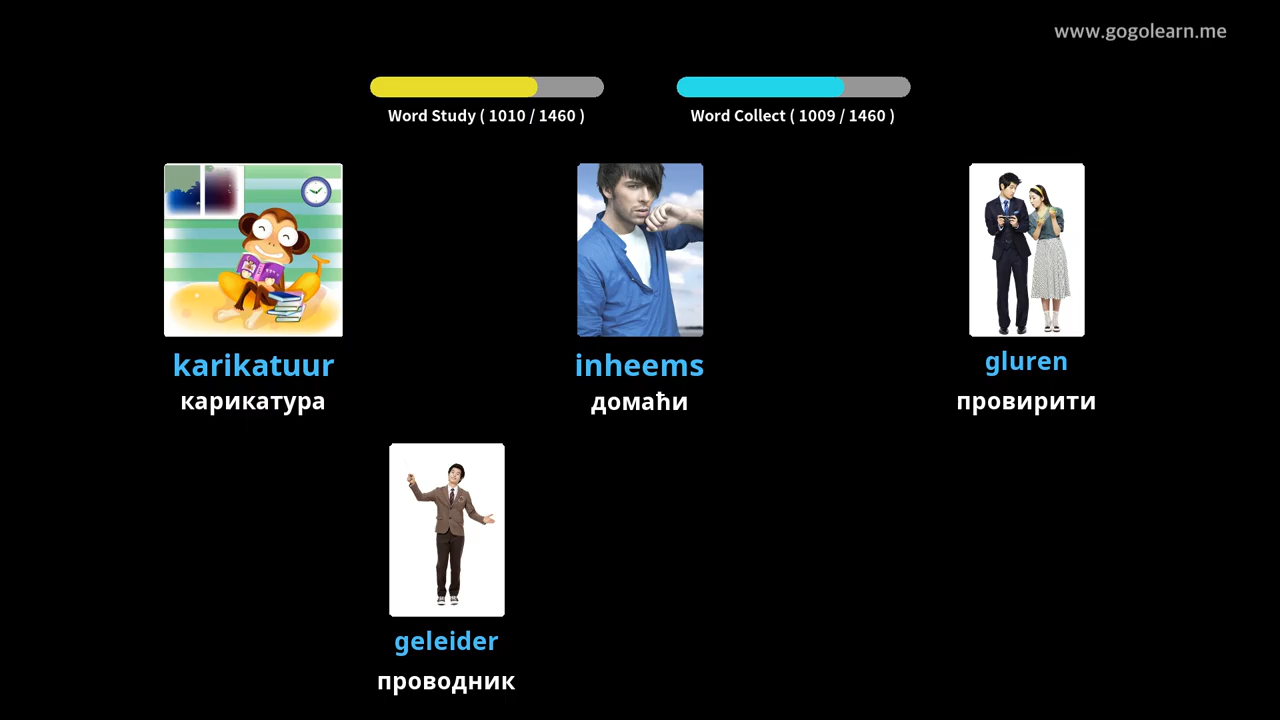 www.gogolearn.me
Word Study ( 1010 / 1460 )
Word Collect ( 1009 / 1460 )
karikatuur
карикатура
inheems
домаћи
gluren
провирити
geleider
проводник